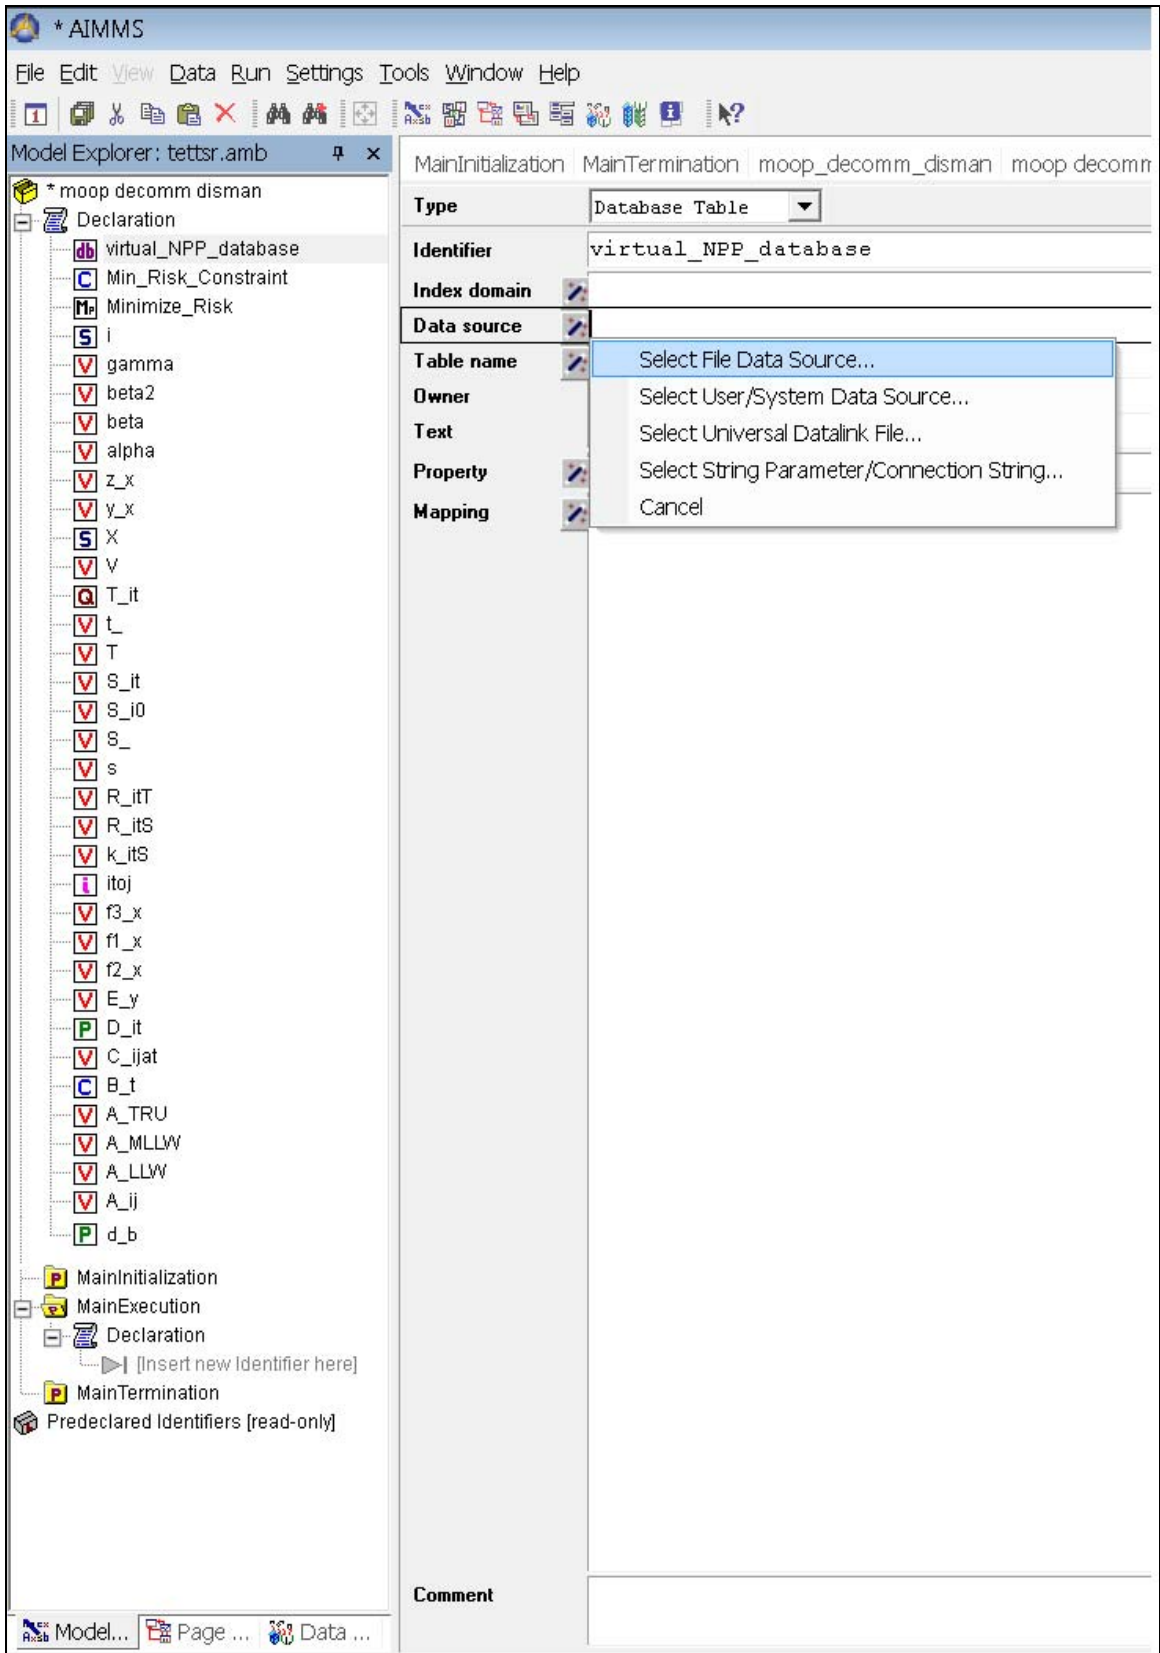 * AIMMS
File Edit View Data Run Settings Tools Window Help
Model Explorer: tettsr.amb
MainInitialization MainTermination moop_decomm_disman moop decomm
* moop decomm disman
Declaration
virtual_NPP_database
Min_Risk_Constraint
Minimize_Risk
i
gamma
beta2
beta
alpha
z_x
y_x
X
V
T_it
t_
T
S_it
S_i0
S_
s
R_itT
R_itS
k_itS
itoj
f3_x
f1_x
f2_x
E_y
D_it
C_ijat
B_t
A_TRU
A_MLLW
A_LLW
A_ij
d_b
MainInitialization
MainExecution
Declaration
[Insert new Identifier here]
MainTermination
Predeclared Identifiers [read-only]
Model... Page ... Data ...
Type Database Table
Identifier virtual_NPP_database
Index domain
Data source
Table name
Owner
Text
Property
Mapping
Select File Data Source...
Select User/System Data Source...
Select Universal Datalink File...
Select String Parameter/Connection String...
Cancel
Comment